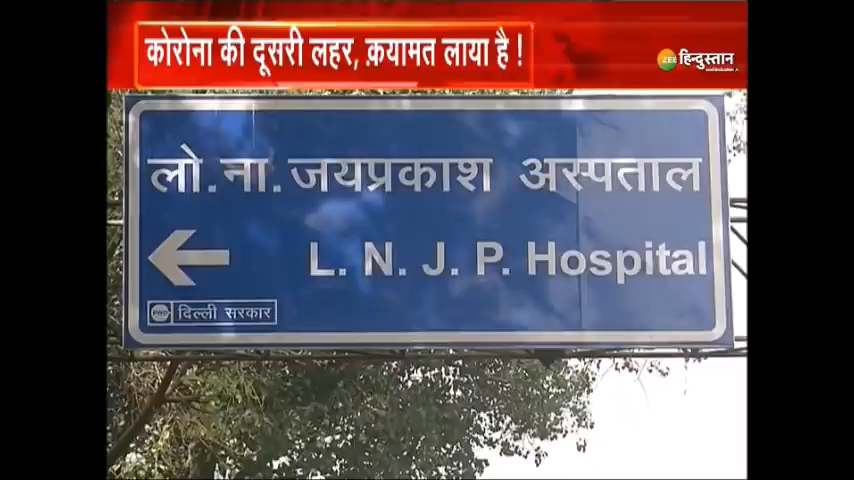 कोरोना की दूसरी लहर, क़यामत लाया है !
ZEE हिन्दुस्तान
लो.ना.जयप्रकाश अस्पताल
L. N. J. P. Hospital
PWD दिल्ली सरकार